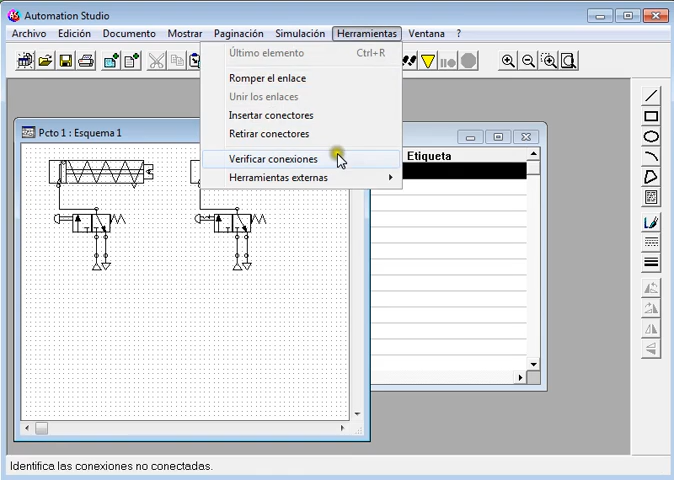 Automation Studio
Archivo Edición Documento Mostrar Paginación Simulación Herramientas Ventana ?
Último elemento Ctrl+R
Romper el enlace
Unir los enlaces
Insertar conectores
Retirar conectores
Verificar conexiones
Herramientas externas
Pcto 1 : Esquema 1
Etiqueta
Identifica las conexiones no conectadas.